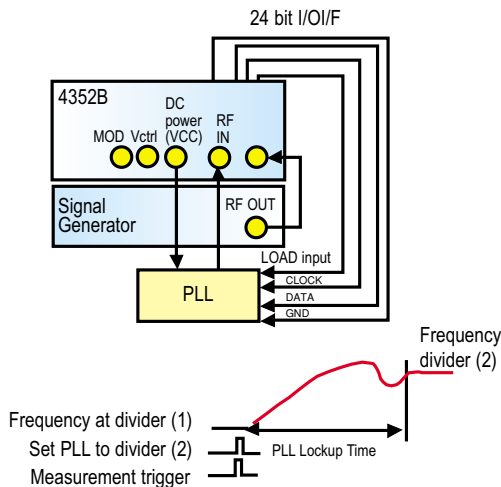 24 bit I/OI/F
4352B
DC
power
(VCC)
RF
IN
MOD
Vctrl
Signal
Generator
RF OUT
LOAD input
CLOCK
DATA
GND
PLL
Frequency
divider (2)
Frequency at divider (1)
Set PLL to divider (2)
PLL Lockup Time
Measurement trigger